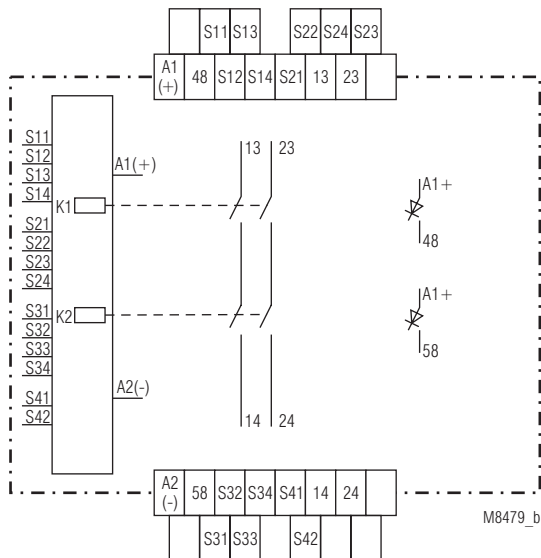 S11 S13 S22 S24 S23
A1 (+) 48 S12 S14 S21 13 23
S11
S12
S13
S14
A1(+)
K1
S21
S22
S23
S24
S31
K2
S32
S33
S34
A2(-)
S41
S42
13 23
14 24
A1+
48
A1+
58
A2 (-) 58 S32 S34 S41 14 24
S31 S33 S42
M8479_b